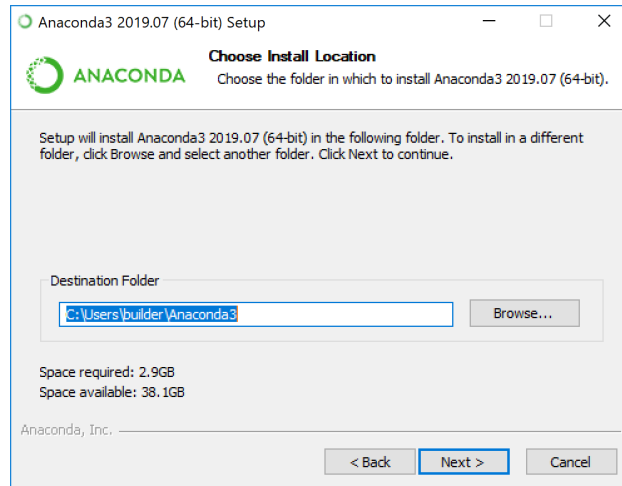 Anaconda3 2019.07 (64-bit) Setup
ANACONDA
Choose Install Location
Choose the folder in which to install Anaconda3 2019.07 (64-bit).
Setup will install Anaconda3 2019.07 (64-bit) in the following folder. To install in a different
folder, click Browse and select another folder. Click Next to continue.
Destination Folder
C:\Users\builder\Anaconda3
Browse...
Space required: 2.9GB
Space available: 38.1GB
Anaconda, Inc.
< Back
Next >
Cancel